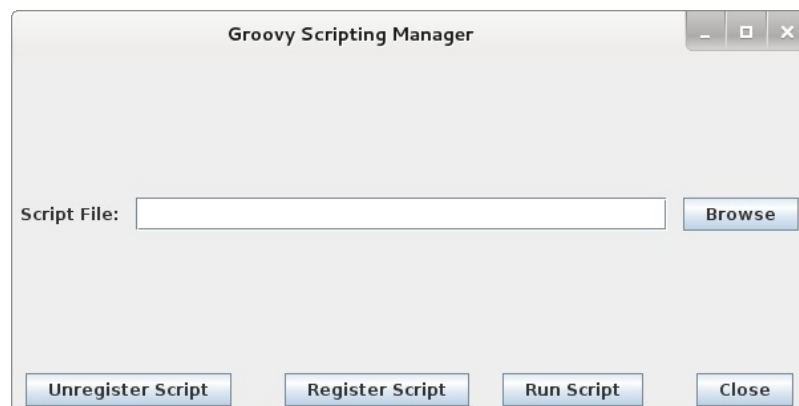 Groovy Scripting Manager
Script File: Browse
Unregister Script Register Script Run Script Close